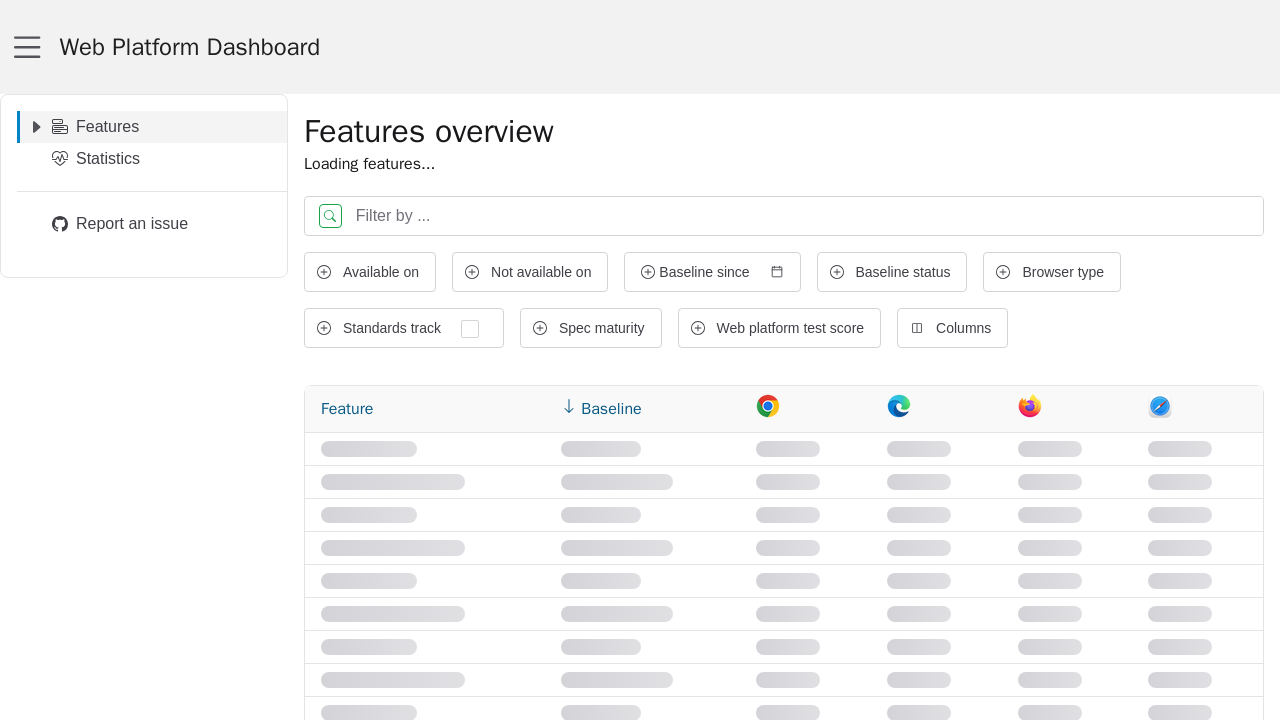 Web Platform Dashboard
Features
Statistics
Report an issue
Features overview
Loading features...
Filter by ...
Available on
Not available on
Baseline since
Baseline status
Browser type
Standards track
Spec maturity
Web platform test score
Columns
Feature
Baseline